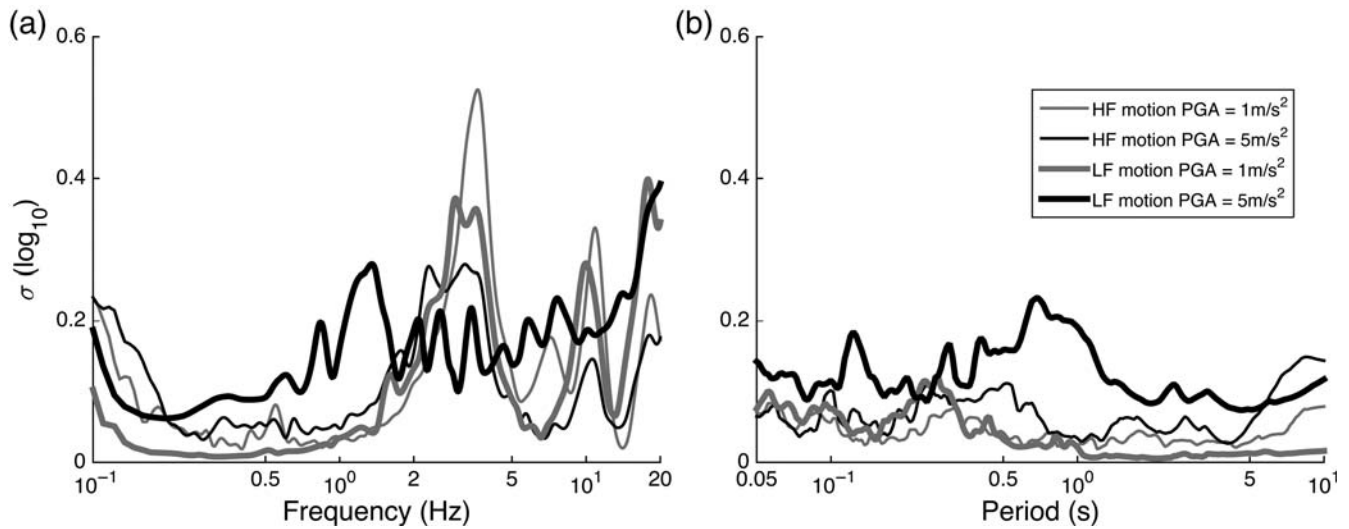 (a)
0.6
0.4
0.2
0
σ (log₁₀)
10⁻¹ 0.5 10⁰ 2 5 10¹ 20
Frequency (Hz)
(b)
0.6
0.4
0.2
0
0.05 10⁻¹ 0.5 10⁰ 5 10¹
Period (s)
HF motion PGA = 1m/s²
HF motion PGA = 5m/s²
LF motion PGA = 1m/s²
LF motion PGA = 5m/s²